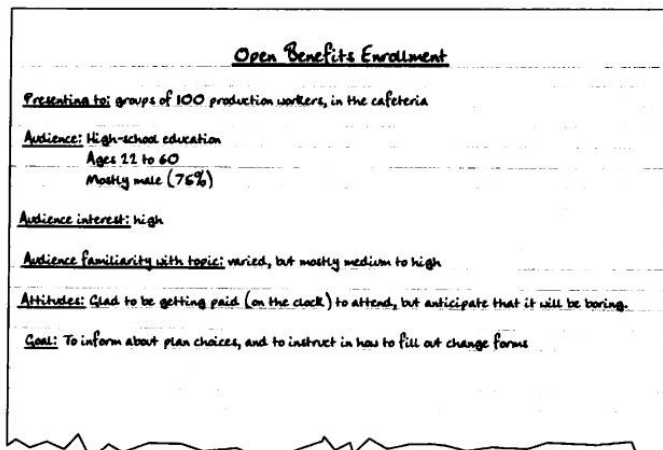 Open Benefits Enrollment
Presenting to: groups of 100 production workers, in the cafeteria
Audience: High-school education
Ages 22 to 60
Mostly male (75%)
Audience interest: high
Audience familiarity with topic: varied, but mostly medium to high
Attitudes: Glad to be getting paid (on the clock) to attend, but anticipate that it will be boring.
Goal: To inform about plan choices, and to instruct in how to fill out change forms